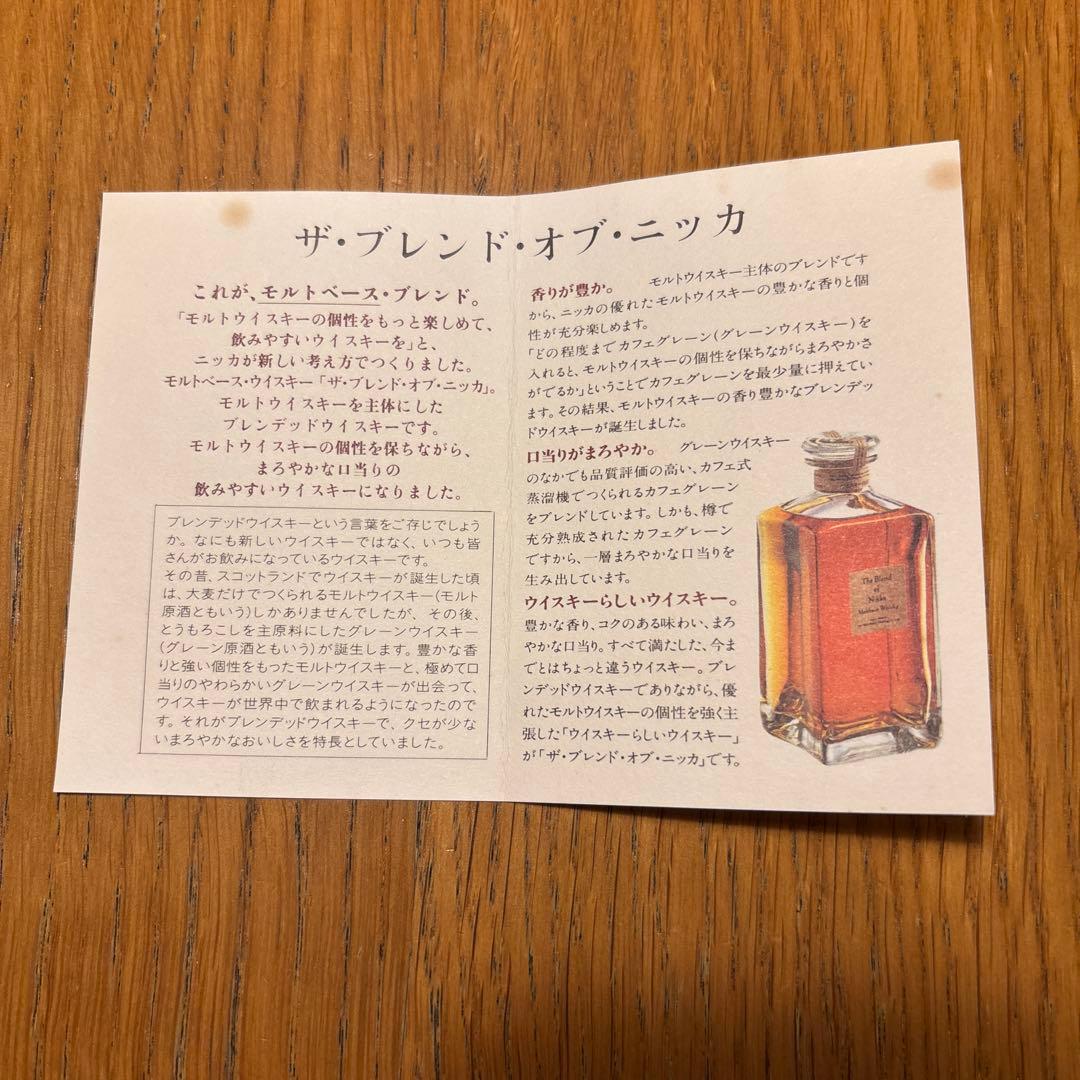 ザ・ブレンド・オブ・ニッカ
これが、モルトベース・ブレンド。
「モルトウイスキーの個性をもっと楽しめて、
飲みやすいウイスキーを」と、
ニッカが新しい考え方でつくりました。
モルトベース・ウイスキー「ザ・ブレンド・オブ・ニッカ」。
モルトウイスキーを主体にした
ブレンデッドウイスキーです。
モルトウイスキーの個性を保ちながら、
まろやかな口当りの
飲みやすいウイスキーになりました。
ブレンデッドウイスキーという言葉をご存じでしょう
か。なにも新しいウイスキーではなく、いつも皆
さんがお飲みになっているウイスキーです。
その昔、スコットランドでウイスキーが誕生した頃
は、大麦だけでつくられるモルトウイスキー(モルト
原酒ともいう)しかありませんでしたが、その後、
とうもろこしを主原料にしたグレーンウイスキー
(グレーン原酒ともいう)が誕生します。豊かな香
りと強い個性をもったモルトウイスキーと、極めて口
当りのやわらかいグレーンウイスキーが出会って、
ウイスキーが世界中で飲まれるようになったので
す。それがブレンデッドウイスキーで、クセが少な
いまろやかなおいしさを特長としていました。
香りが豊か。 モルトウイスキー主体のブレンドです
から、ニッカの優れたモルトウイスキーの豊かな香りと個
性が充分楽しめます。
「どの程度までカフェグレーン(グレーンウイスキー)を
入れると、モルトウイスキーの個性を保ちながらまろやかさ
がでるか」ということでカフェグレーンを最少量に押えてい
ます。その結果、モルトウイスキーの香り豊かなブレンデッ
ドウイスキーが誕生しました。
口当りがまろやか。 グレーンウイスキー
のなかでも品質評価の高い、カフェ式
蒸溜機でつくられるカフェグレーン
をブレンドしています。しかも、樽で
充分熟成されたカフェグレーン
ですから、一層まろやかな口当りを
生み出しています。
ウイスキーらしいウイスキー。
豊かな香り、コクのある味わい、まろ
やかな口当り。すべて満たした、今ま
でとはちょっと違うウイスキー。ブレ
ンデッドウイスキーでありながら、優
れたモルトウイスキーの個性を強く主
張した「ウイスキーらしいウイスキー」
が「ザ・ブレンド・オブ・ニッカ」です。
The Blend
of
Nikka
Maltbase Whisky